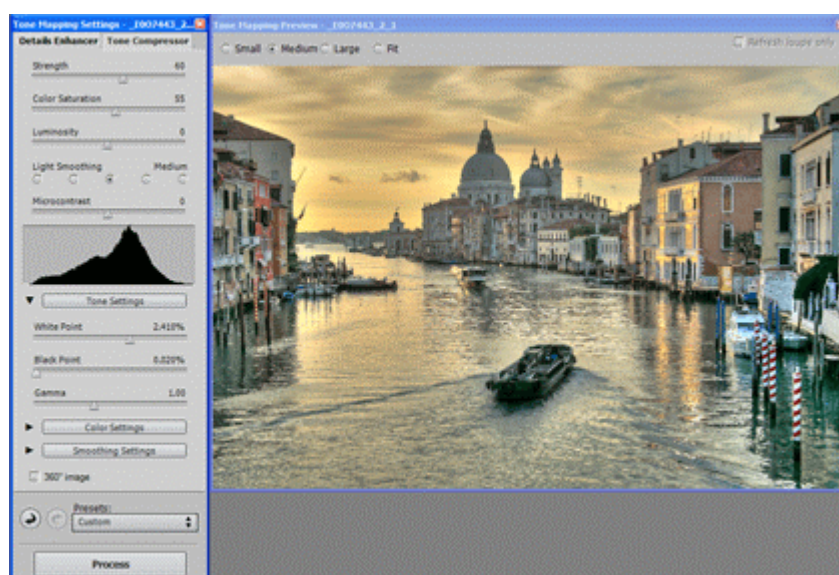 Tone Mapping Settings - _I0O7443_2...
Details Enhancer Tone Compressor
Strength 60
Color Saturation 55
Luminosity 0
Light Smoothing Medium
Microcontrast 0
Tone Settings
White Point 2.410%
Black Point 0.020%
Gamma 1.00
Color Settings
Smoothing Settings
360° image
Presets:
Custom
Process
Tone Mapping Preview - _I0O7443_2_1
Small Medium Large Fit
Refresh loupe only